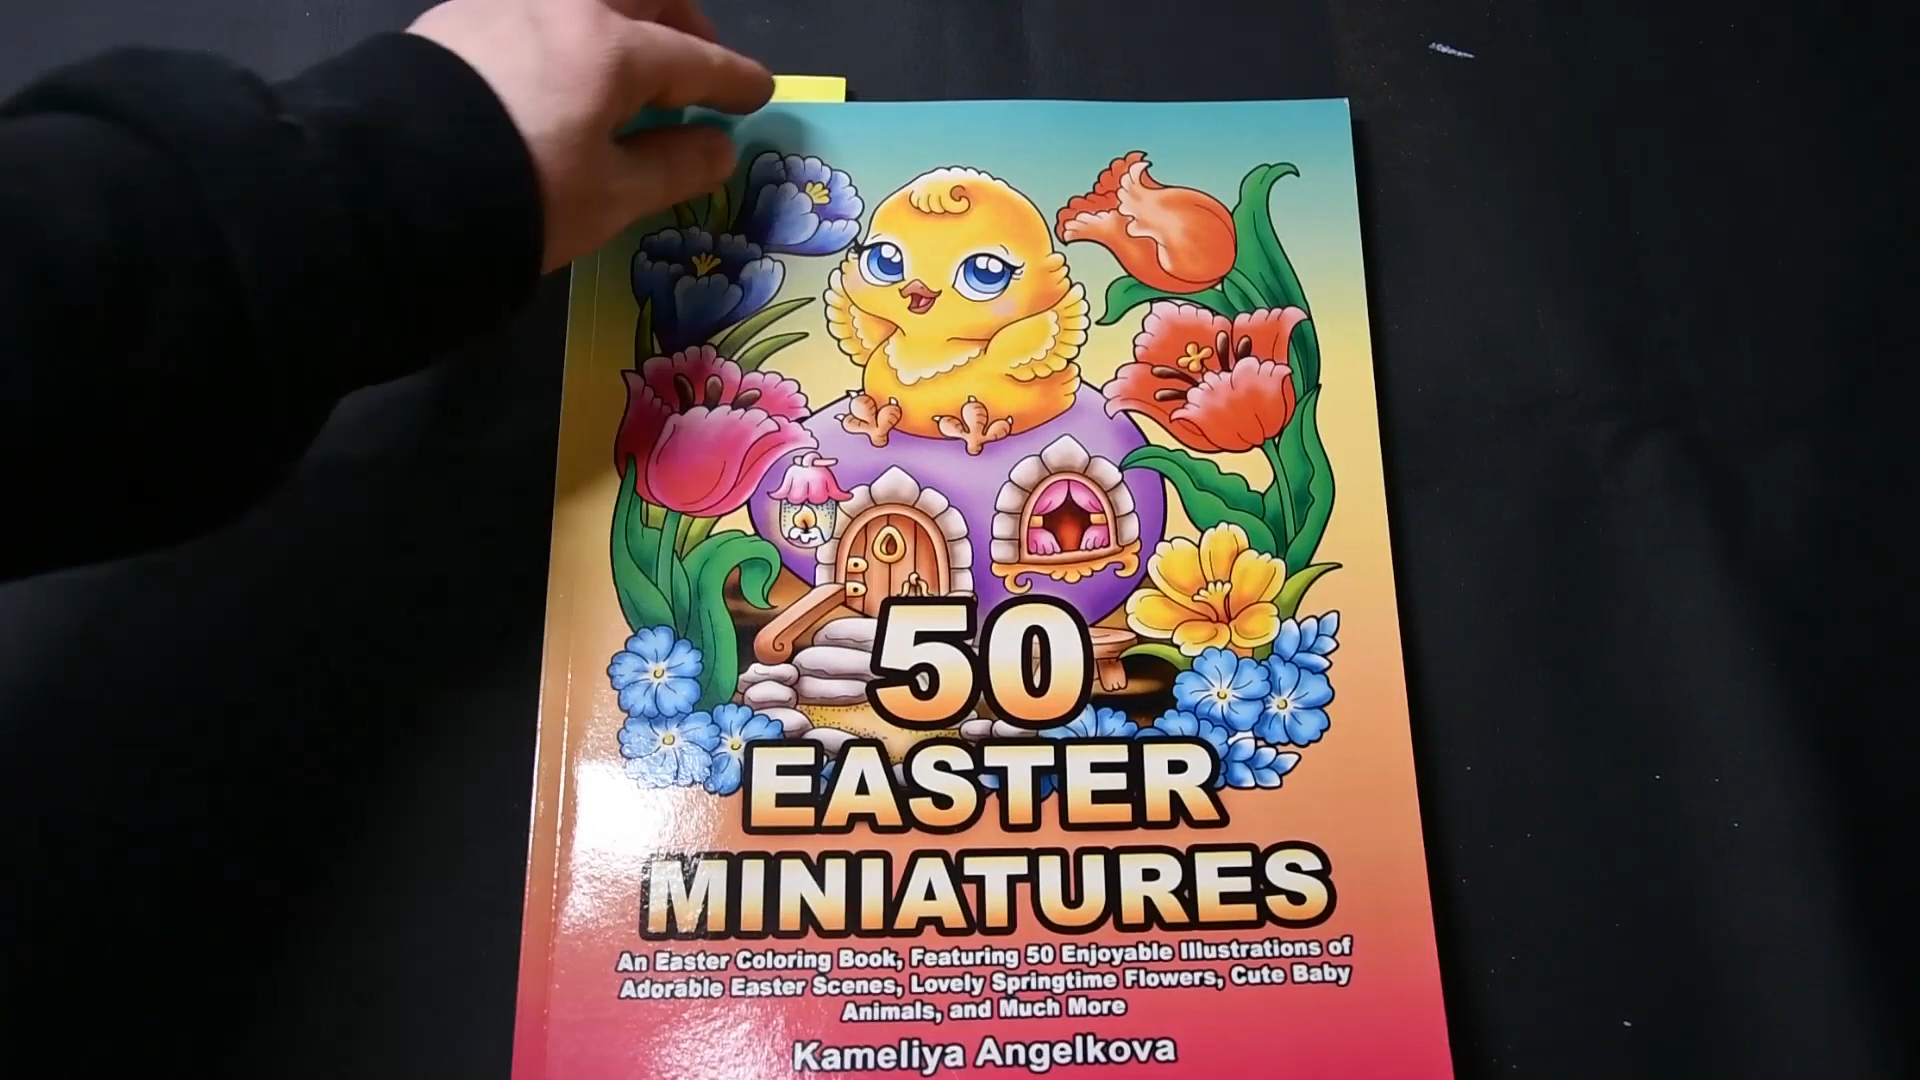 50
EASTER
MINIATURES
An Easter Coloring Book, Featuring 50 Enjoyable Illustrations of
Adorable Easter Scenes, Lovely Springtime Flowers, Cute Baby
Animals, and Much More
Kameliya Angelkova